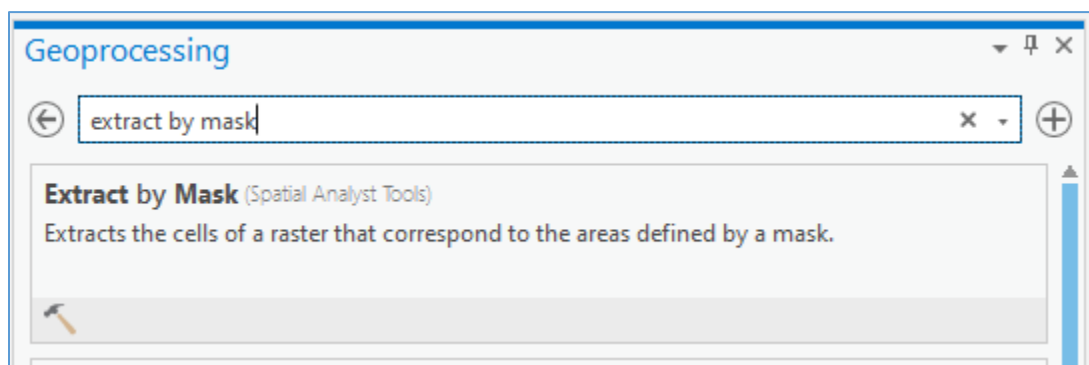 Geoprocessing
extract by mask
Extract by Mask (Spatial Analyst Tools)
Extracts the cells of a raster that correspond to the areas defined by a mask.